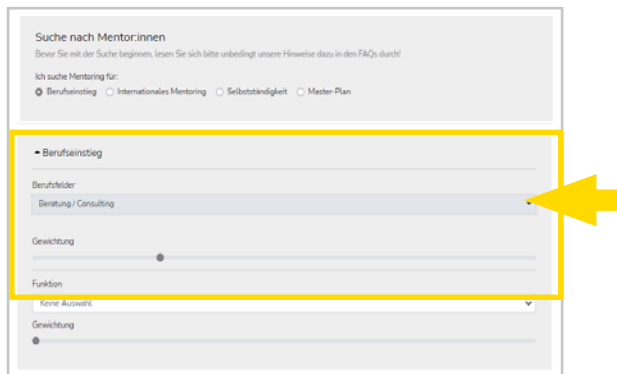 Suche nach Mentor:innen
Bevor Sie mit der Suche beginnen, lesen Sie sich bitte unbedingt unsere Hinweise dazu in den FAQs durch!
Ich suche Mentoring für:
Berufseinstieg Internationales Mentoring Selbstständigkeit Master-Plan
Berufseinstieg
Berufsfelder
Beratung / Consulting
Gewichtung
Funktion
Keine Auswahl
Gewichtung